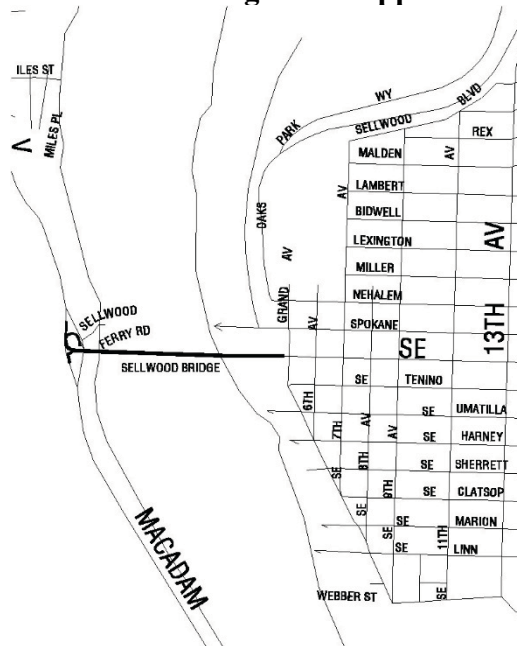 ILES ST
MILES PL
V
WY
PARK
BLVD
SELLWOOD
REX
AV
MALDEN
LAMBERT
AV
BIDWELL
OAKS
AV
LEXINGTON
AV
MILLER
NEHALEM
GRAND
AV
SPOKANE
13TH
SE
SELLWOOD
FERRY RD
SELLWOOD BRIDGE
SE TENINO
6TH
SE UMATILLA
7TH
AV
AV
SE HARNEY
8TH
SE
SE SHERRETT
9TH
SE CLATSOP
SE
SE MARION
SE
11TH
SE LINN
MACADAM
WEBBER ST
SE